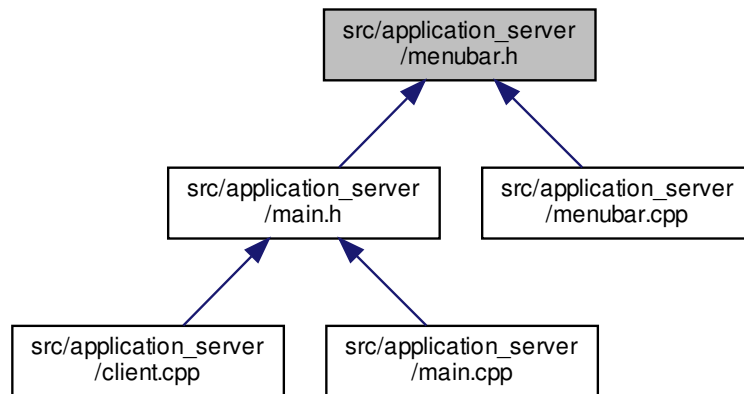 src/application_server
/menubar.h
src/application_server
/main.h
src/application_server
/menubar.cpp
src/application_server
/client.cpp
src/application_server
/main.cpp